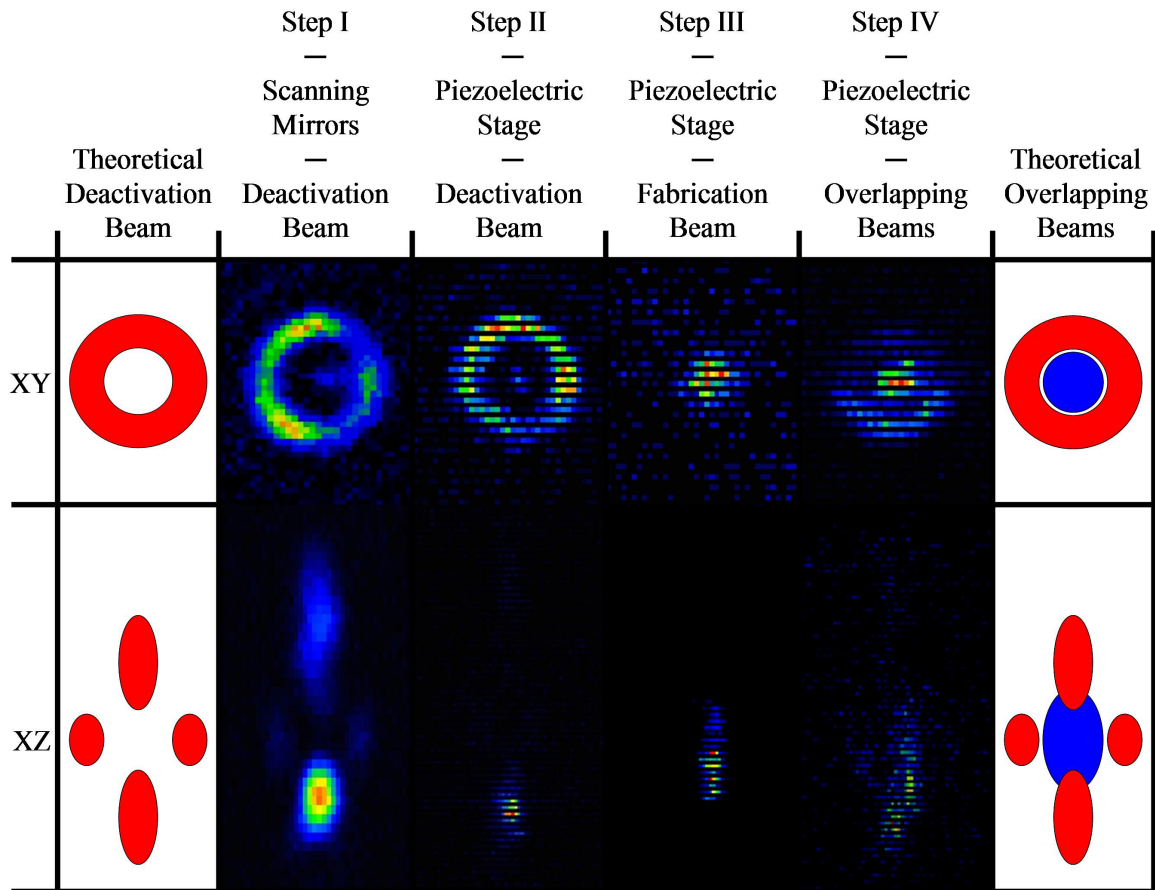 Step I
—
Scanning
Mirrors
—
Deactivation
Beam
Step II
—
Piezoelectric
Stage
—
Deactivation
Beam
Step III
—
Piezoelectric
Stage
—
Fabrication
Beam
Step IV
—
Piezoelectric
Stage
—
Overlapping
Beams
Theoretical
Deactivation
Beam
Theoretical
Overlapping
Beams
XY
XZ